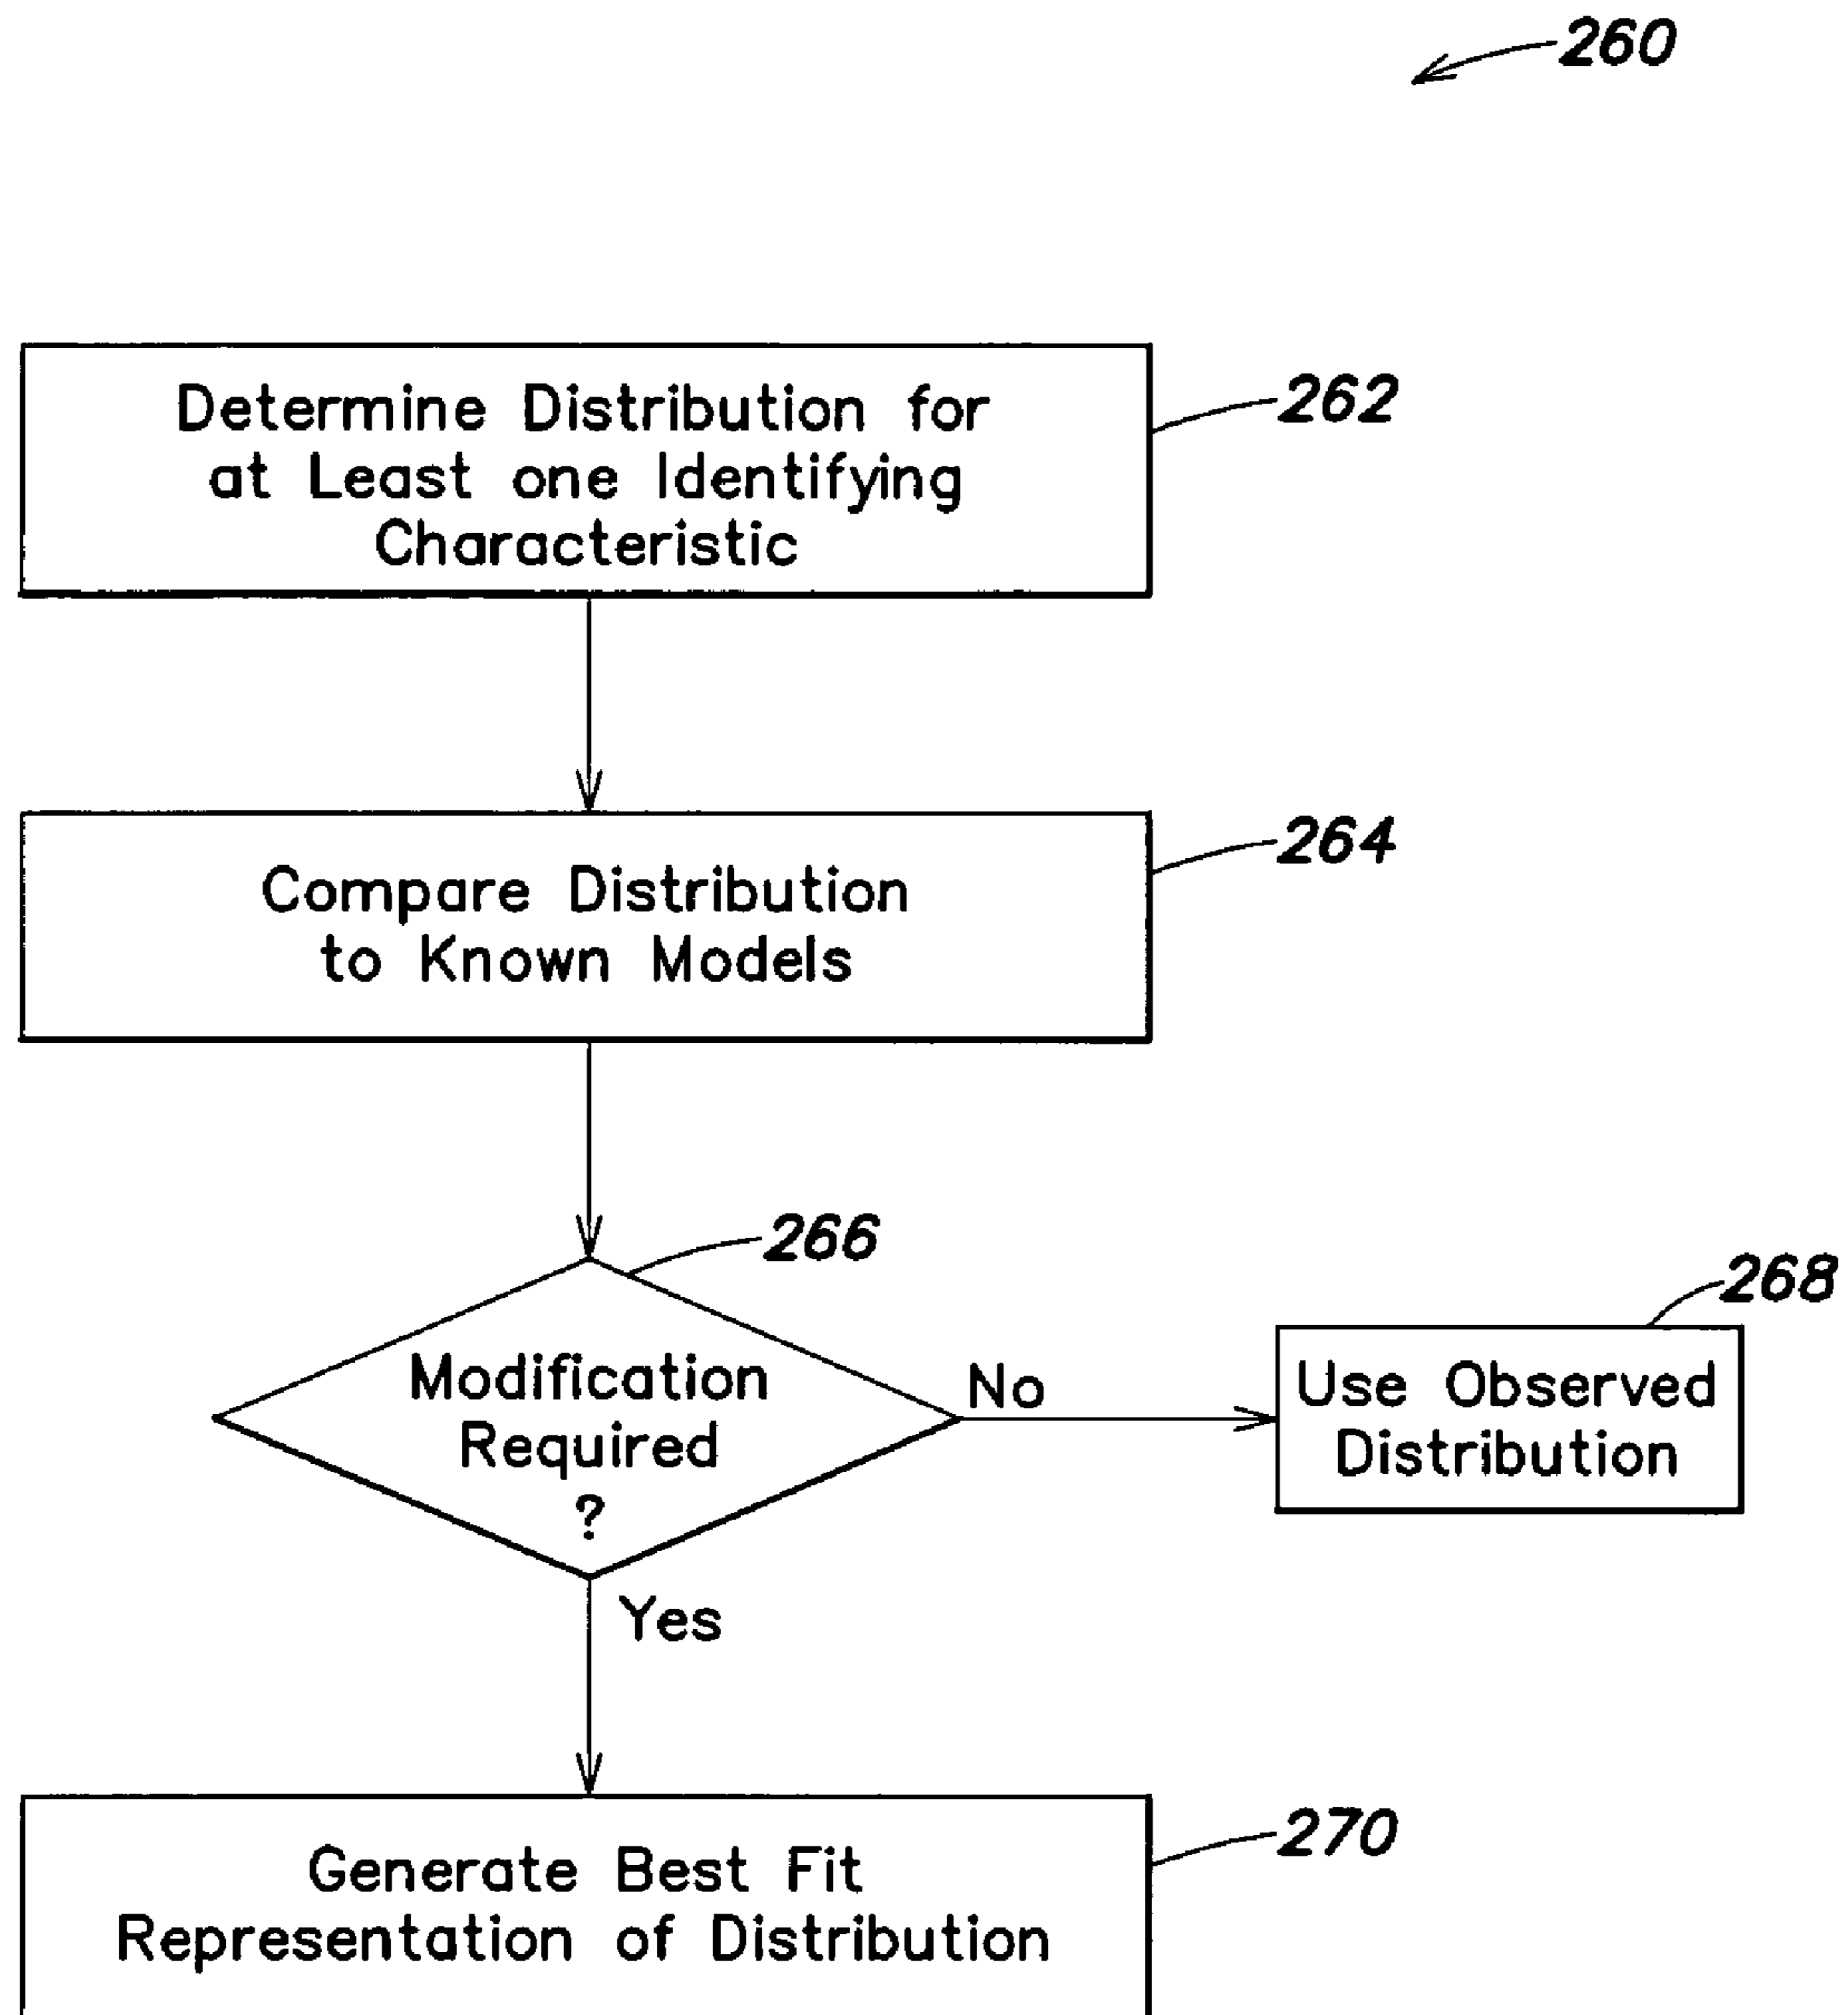 260
Determine Distribution for
at Least one Identifying
Characteristic
262
Compare Distribution
to Known Models
264
266
Modification
Required
?
No
268
Use Observed
Distribution
Yes
Generate Best Fit
Representation of Distribution
270